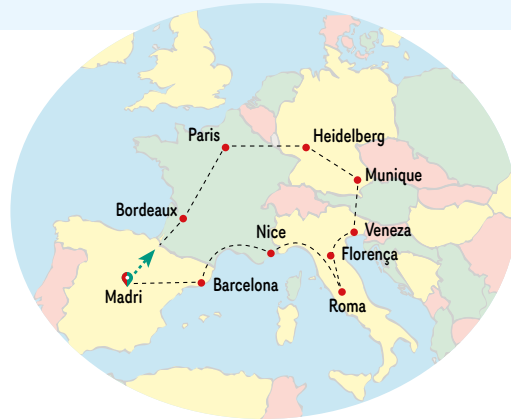 Paris
Heidelberg
Munique
Bordeaux
Nice
Veneza
Florença
Barcelona
Madri
Roma